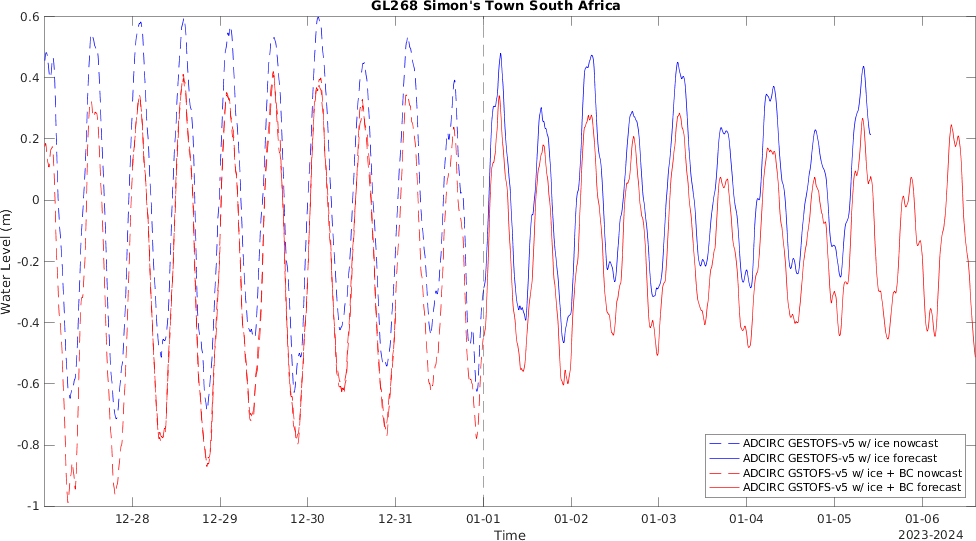 GL268 Simon's Town South Africa
Water Level (m)
0.6
0.4
0.2
0
-0.2
-0.4
-0.6
-0.8
-1
12-28
12-29
12-30
12-31
01-01
01-02
01-03
01-04
01-05
01-06
Time
2023-2024
ADCIRC GESTOFS-v5 w/ ice nowcast
ADCIRC GESTOFS-v5 w/ ice forecast
ADCIRC GSTOFS-v5 w/ ice + BC nowcast
ADCIRC GSTOFS-v5 w/ ice + BC forecast